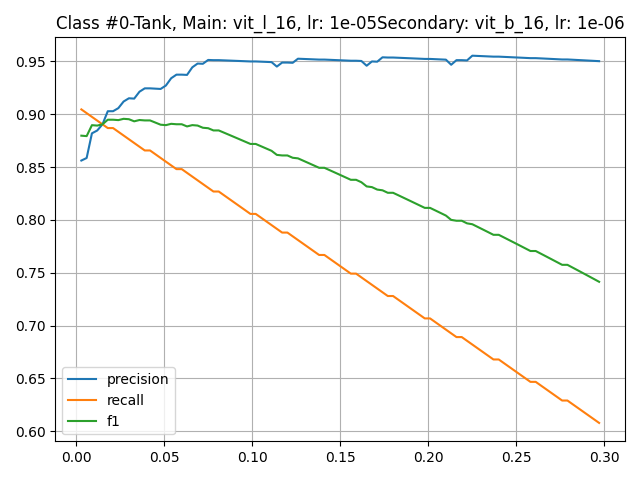 Class #0-Tank, Main: vit_l_16, lr: 1e-05Secondary: vit_b_16, lr: 1e-06
0.95
0.90
0.85
0.80
0.75
0.70
0.65
0.60
precision
recall
f1
0.00 0.05 0.10 0.15 0.20 0.25 0.30